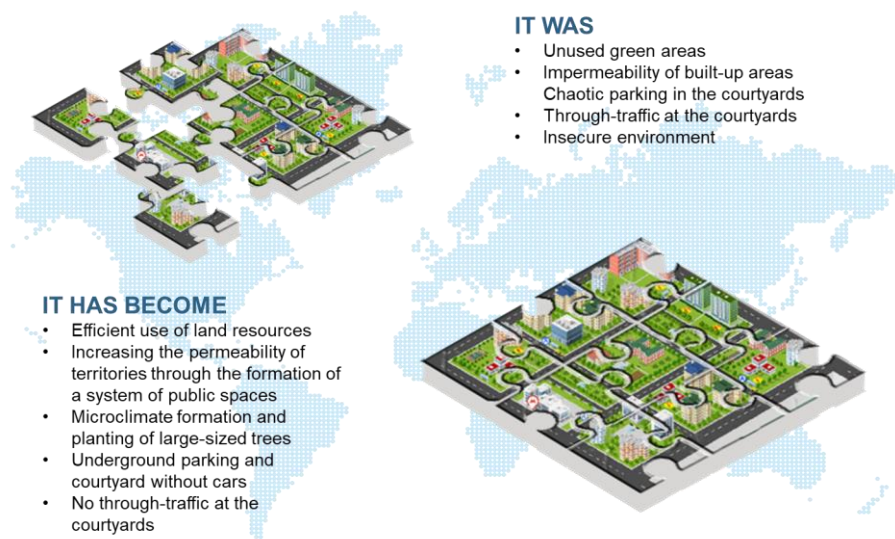 IT WAS
• Unused green areas
• Impermeability of built-up areas
Chaotic parking in the courtyards
• Through-traffic at the courtyards
• Insecure environment
IT HAS BECOME
• Efficient use of land resources
• Increasing the permeability of
territories through the formation of
a system of public spaces
• Microclimate formation and
planting of large-sized trees
• Underground parking and
courtyard without cars
• No through-traffic at the
courtyards